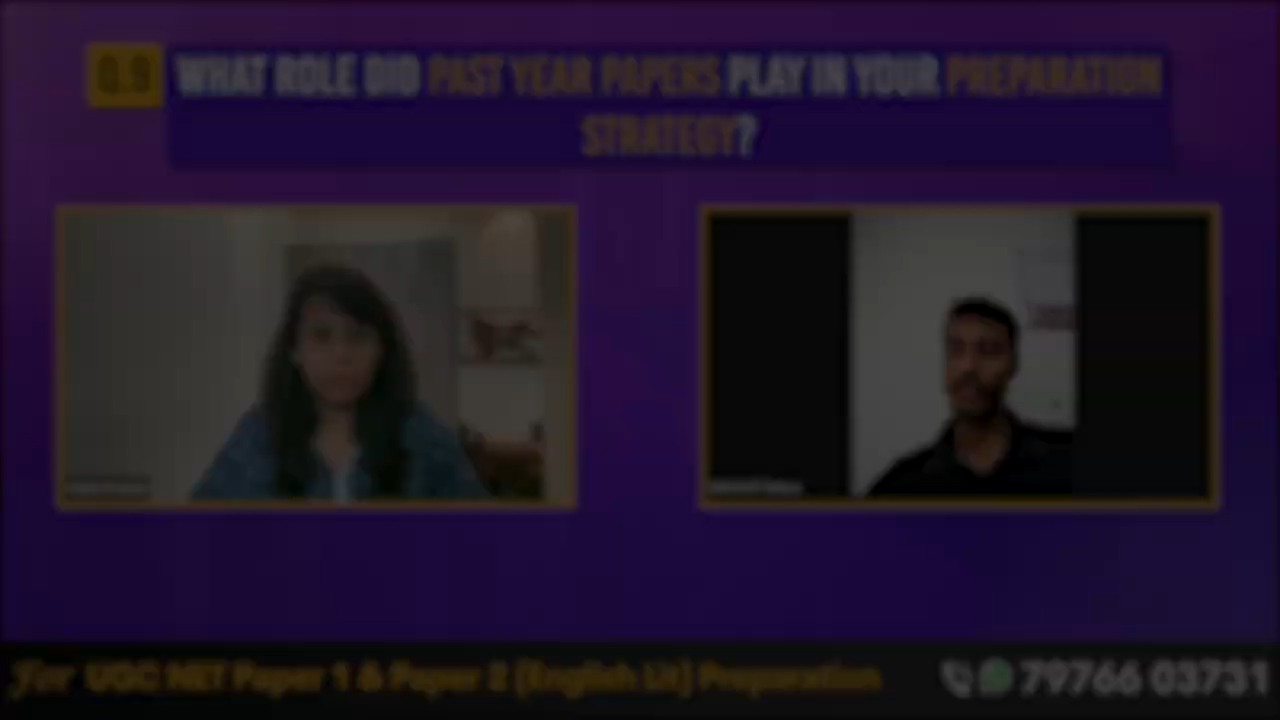 Q.9 WHAT ROLE DID PAST YEAR PAPERS PLAY IN YOUR PREPARATION
STRATEGY?
For UGC NET Paper 1 & Paper 2 (English Lit) Preparation
79766 03731